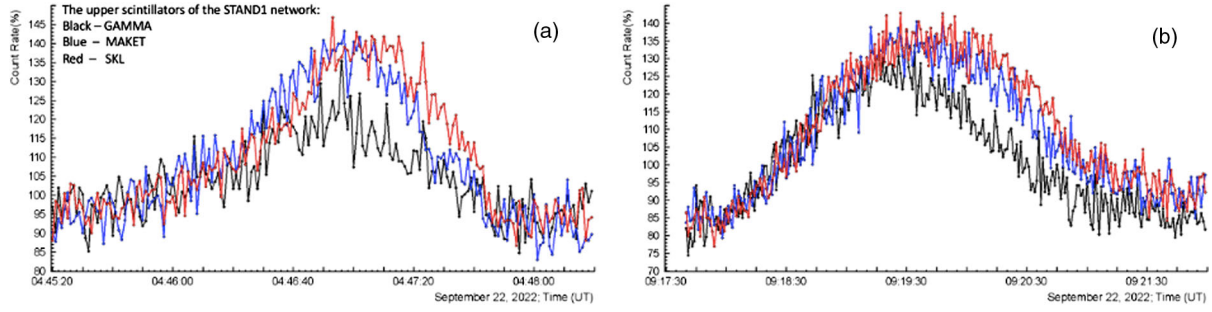 The upper scintillators of the STAND1 network:
Black – GAMMA
Blue – MAKET
Red – SKL
(a)
Count Rate(%)
145
140
135
130
125
120
115
110
105
100
95
90
85
80
04:45:20 04:46:00 04:46:40 04:47:20 04:48:00
September 22, 2022; Time (UT)
(b)
Count Rate(%)
140
135
130
125
120
115
110
105
100
95
90
85
80
75
70
09:17:30 09:18:30 09:19:30 09:20:30 09:21:30
September 22, 2022; Time (UT)